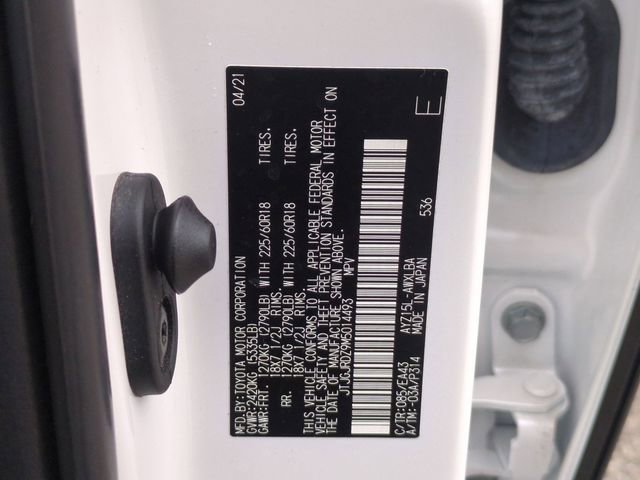 MFD.BY:TOYOTA MOTOR CORPORATION 04/21
GVWR:2420KG (5335LB)
GAWR:FRT. 1270KG (2790LB) WITH 225/60R18 TIRES.
18X7 1/2J RIMS.
RR. 1270KG (2790LB) WITH 225/60R18 TIRES.
18X7 1/2J RIMS.
THIS VEHICLE CONFORMS TO ALL APPLICABLE FEDERAL MOTOR
VEHICLE SAFETY AND THEFT PREVENTION STANDARDS IN EFFECT ON
THE DATE OF MANUFACTURE SHOWN ABOVE.
JTJGJRDZ9M5014493 MPV
C/TR:085/EA43 AYZ15L-AWXLBA 536 E
A/TM:-03A/P314 MADE IN JAPAN